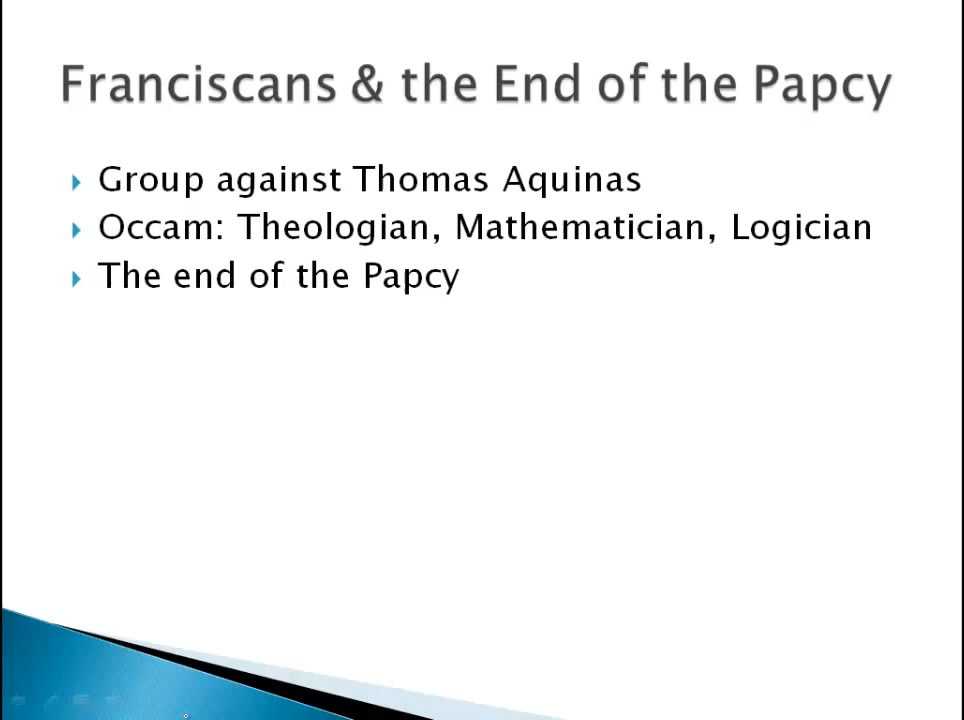 Franciscans & the End of the Papcy
Group against Thomas Aquinas
Occam: Theologian, Mathematician, Logician
The end of the Papcy